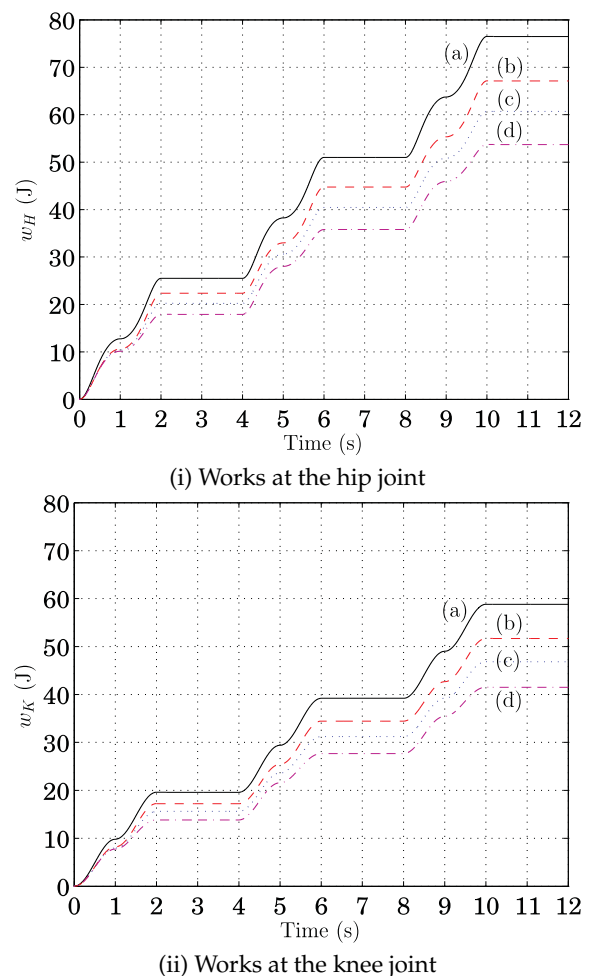 80
70
60
50
40
30
20
10
0
w_H (J)
(a)
(b)
(c)
(d)
0 1 2 3 4 5 6 7 8 9 10 11 12
Time (s)
(i) Works at the hip joint
80
70
60
50
40
30
20
10
0
w_K (J)
(a)
(b)
(c)
(d)
0 1 2 3 4 5 6 7 8 9 10 11 12
Time (s)
(ii) Works at the knee joint